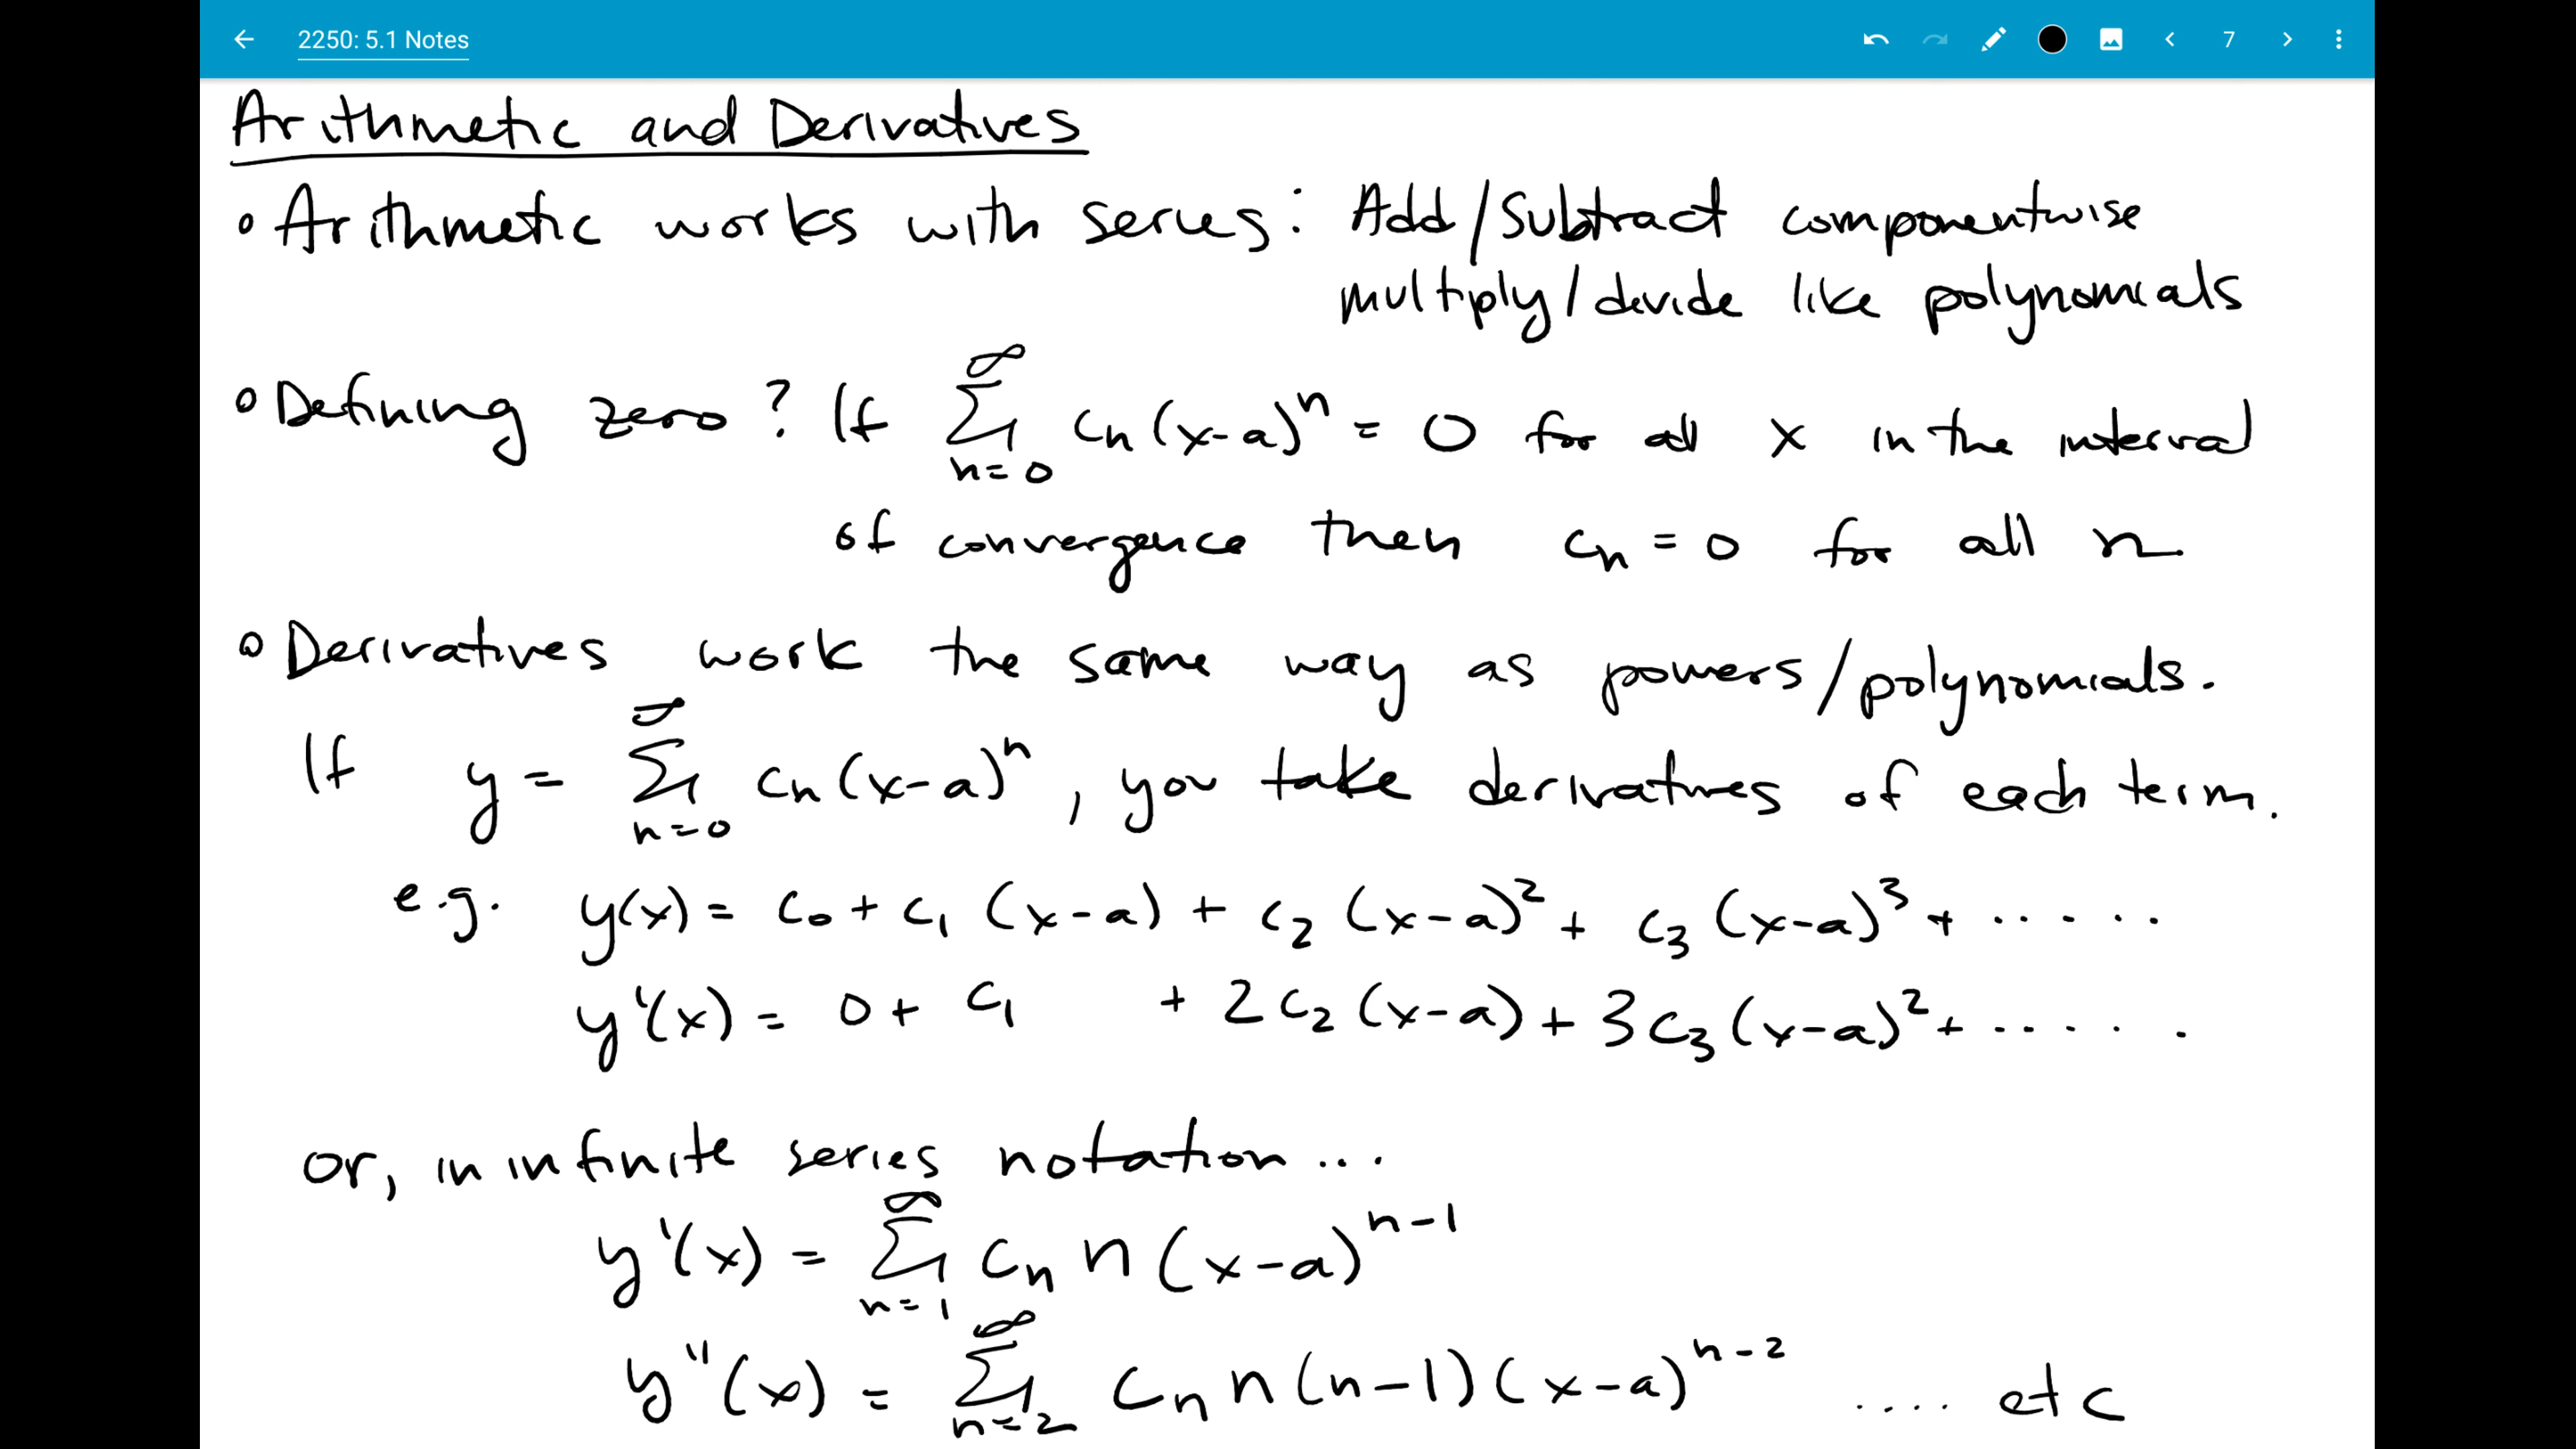 2250: 5.1 Notes
7
Arithmetic and Derivatives
◦ Arithmetic works with series: Add/Subtract componentwise
multiply/divide like polynomials
◦ Defining zero? If ∑_{n=0}^{∞} cₙ(x-a)ⁿ = 0 for all x in the interval
of convergence then cₙ = 0 for all n
◦ Derivatives work the same way as powers/polynomials.
If y = ∑_{n=0}^{∞} cₙ(x-a)ⁿ, you take derivatives of each term.
e.g. y(x) = c₀ + c₁(x-a) + c₂(x-a)² + c₃(x-a)³ + .....
y'(x) = 0 + c₁ + 2c₂(x-a) + 3c₃(x-a)² + .....
or, in infinite series notation...
y'(x) = ∑_{n=1}^{∞} cₙ n(x-a)ⁿ⁻¹
y''(x) = ∑_{n=2}^{∞} cₙ n(n-1)(x-a)ⁿ⁻² .... etc